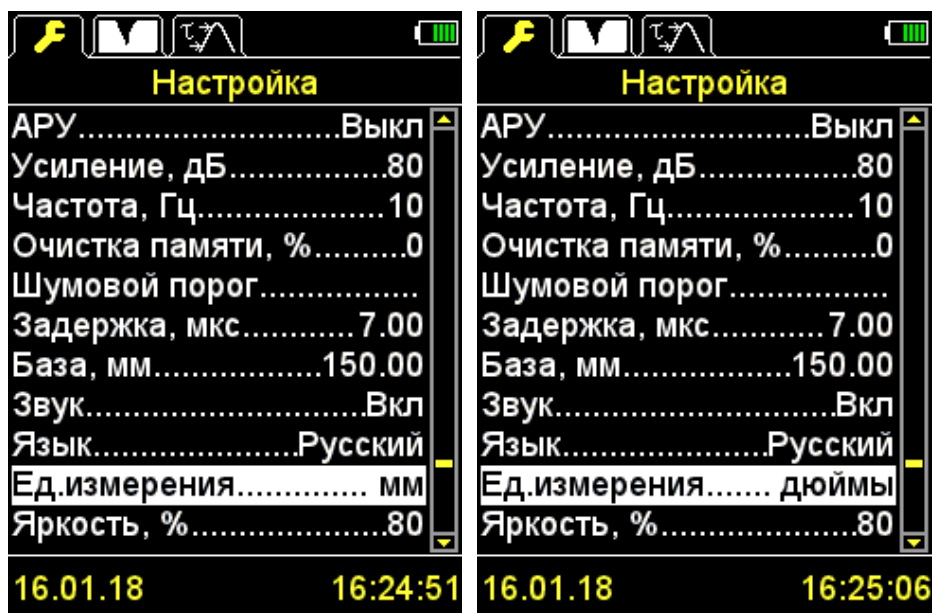 Настройка
АРУ...........................Выкл
Усиление, дБ................80
Частота, Гц...................10
Очистка памяти, %..........0
Шумовой порог................
Задержка, мкс............7.00
База, мм.................150.00
Звук.............................Вкл
Язык.....................Русский
Ед.измерения.............. мм
Яркость, %....................80
16.01.18 16:24:51
Настройка
АРУ...........................Выкл
Усиление, дБ................80
Частота, Гц...................10
Очистка памяти, %..........0
Шумовой порог................
Задержка, мкс............7.00
База, мм.................150.00
Звук.............................Вкл
Язык.....................Русский
Ед.измерения....... дюймы
Яркость, %....................80
16.01.18 16:25:06